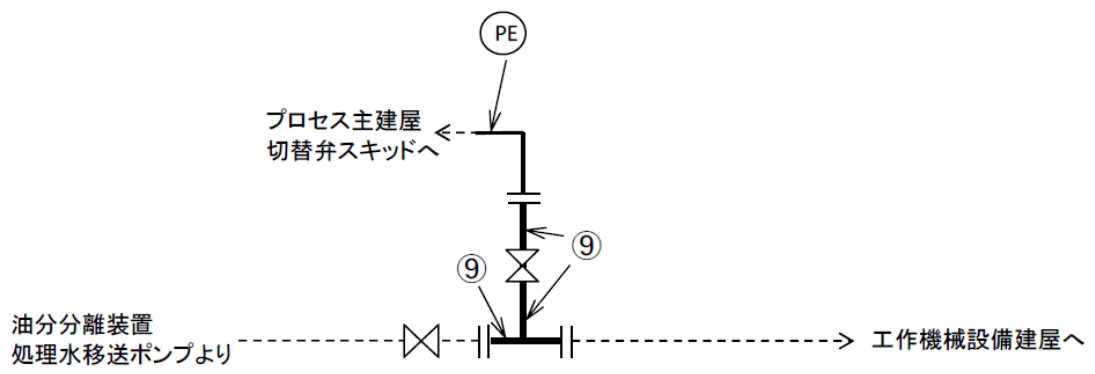 PE
プロセス主建屋
切替弁スキッドへ
⑨
⑨
油分分離装置
処理水移送ポンプより
工作機械設備建屋へ